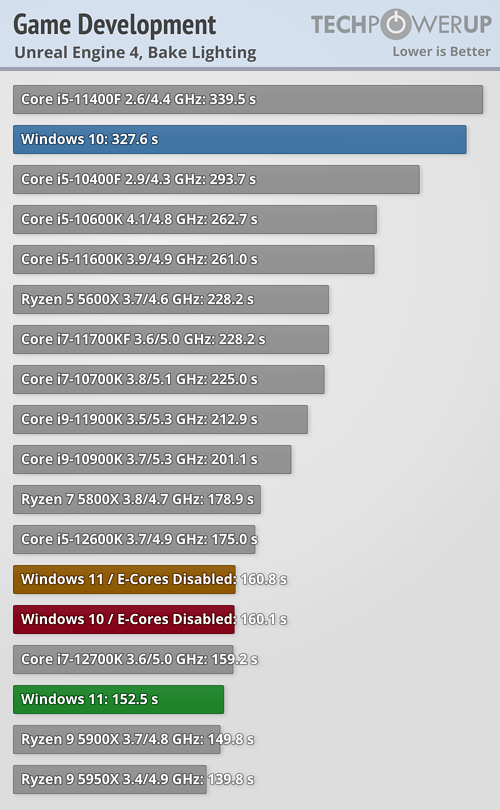 Game Development
TECHPOWERUP
Unreal Engine 4, Bake Lighting
Lower is Better
Core i5-11400F 2.6/4.4 GHz: 339.5 s
Windows 10: 327.6 s
Core i5-10400F 2.9/4.3 GHz: 293.7 s
Core i5-10600K 4.1/4.8 GHz: 262.7 s
Core i5-11600K 3.9/4.9 GHz: 261.0 s
Ryzen 5 5600X 3.7/4.6 GHz: 228.2 s
Core i7-11700KF 3.6/5.0 GHz: 228.2 s
Core i7-10700K 3.8/5.1 GHz: 225.0 s
Core i9-11900K 3.5/5.3 GHz: 212.9 s
Core i9-10900K 3.7/5.3 GHz: 201.1 s
Ryzen 7 5800X 3.8/4.7 GHz: 178.9 s
Core i5-12600K 3.7/4.9 GHz: 175.0 s
Windows 11 / E-Cores Disabled: 160.8 s
Windows 10 / E-Cores Disabled: 160.1 s
Core i7-12700K 3.6/5.0 GHz: 159.2 s
Windows 11: 152.5 s
Ryzen 9 5900X 3.7/4.8 GHz: 149.8 s
Ryzen 9 5950X 3.4/4.9 GHz: 139.8 s